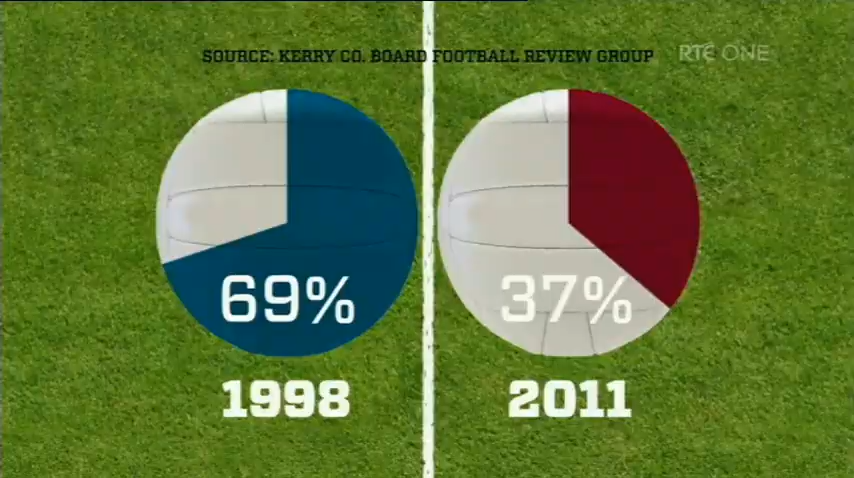 SOURCE: KERRY CO. BOARD FOOTBALL REVIEW GROUP
RTÉ ONE
69%
37%
1998
2011